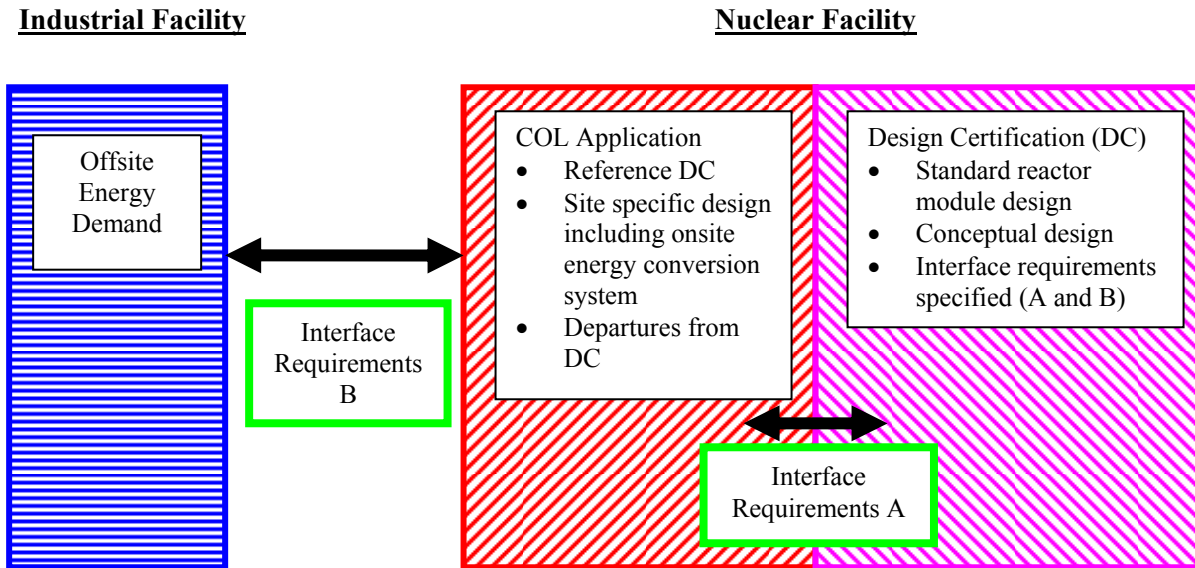 Industrial Facility
Nuclear Facility
Offsite
Energy
Demand
Interface
Requirements
B
COL Application
• Reference DC
• Site specific design
including onsite
energy conversion
system
• Departures from
DC
Design Certification (DC)
• Standard reactor
module design
• Conceptual design
• Interface requirements
specified (A and B)
Interface
Requirements A